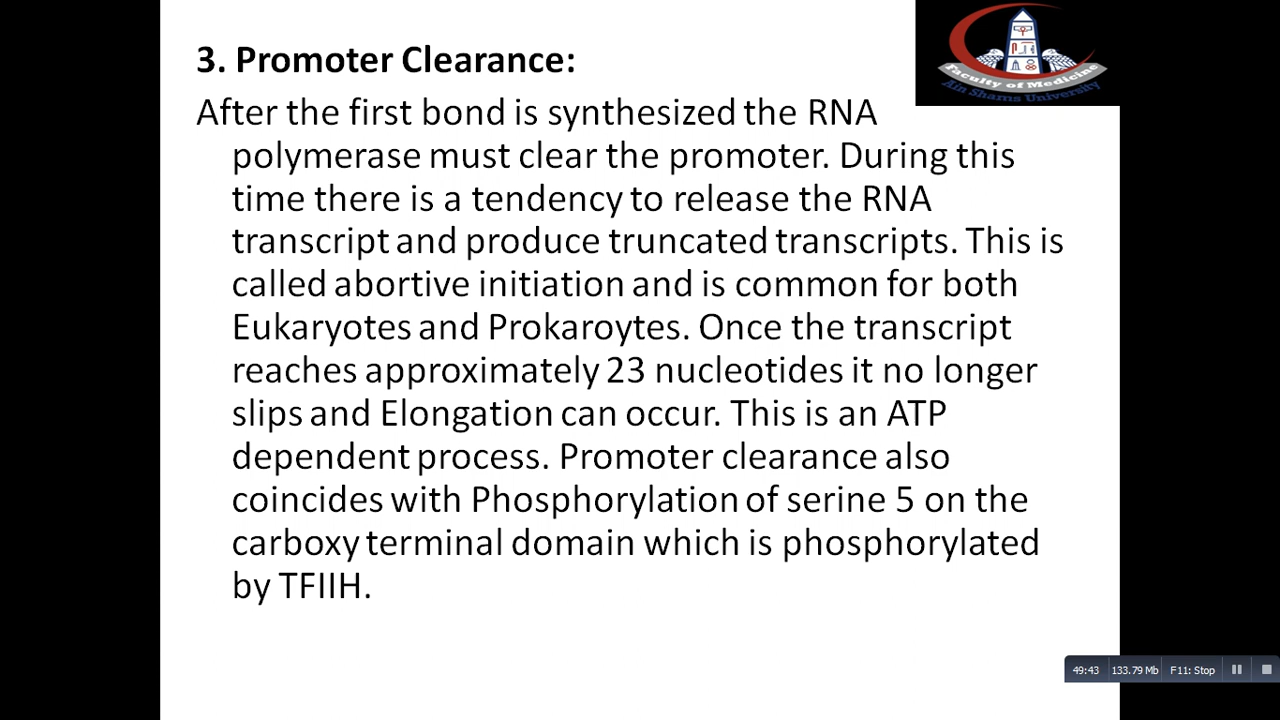 3. Promoter Clearance:
After the first bond is synthesized the RNA
polymerase must clear the promoter. During this
time there is a tendency to release the RNA
transcript and produce truncated transcripts. This is
called abortive initiation and is common for both
Eukaryotes and Prokaroytes. Once the transcript
reaches approximately 23 nucleotides it no longer
slips and Elongation can occur. This is an ATP
dependent process. Promoter clearance also
coincides with Phosphorylation of serine 5 on the
carboxy terminal domain which is phosphorylated
by TFIIH.
Faculty of Medicine
Ain Shams University
49:43 133.79 Mb F11: Stop